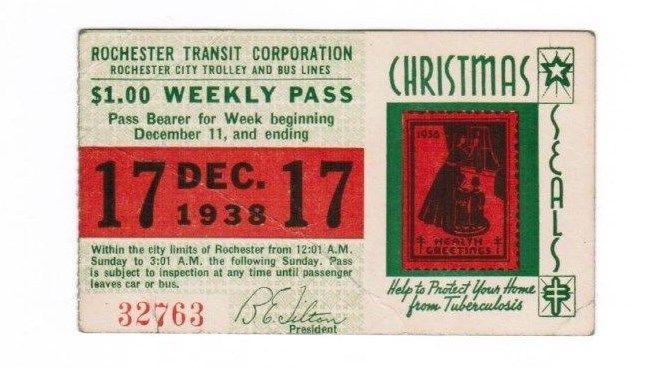 ROCHESTER TRANSIT CORPORATION
ROCHESTER CITY TROLLEY AND BUS LINES
$1.00 WEEKLY PASS
Pass Bearer for Week beginning
December 11, and ending
17 DEC. 1938 17
Within the city limits of Rochester from 12:01 A.M.
Sunday to 3:01 A.M. the following Sunday. Pass
is subject to inspection at any time until passenger
leaves car or bus.
32763
B.E. Tilton
President
CHRISTMAS
SEALS
1938
HEALTH
GREETINGS
Help to Protect Your Home
from Tuberculosis